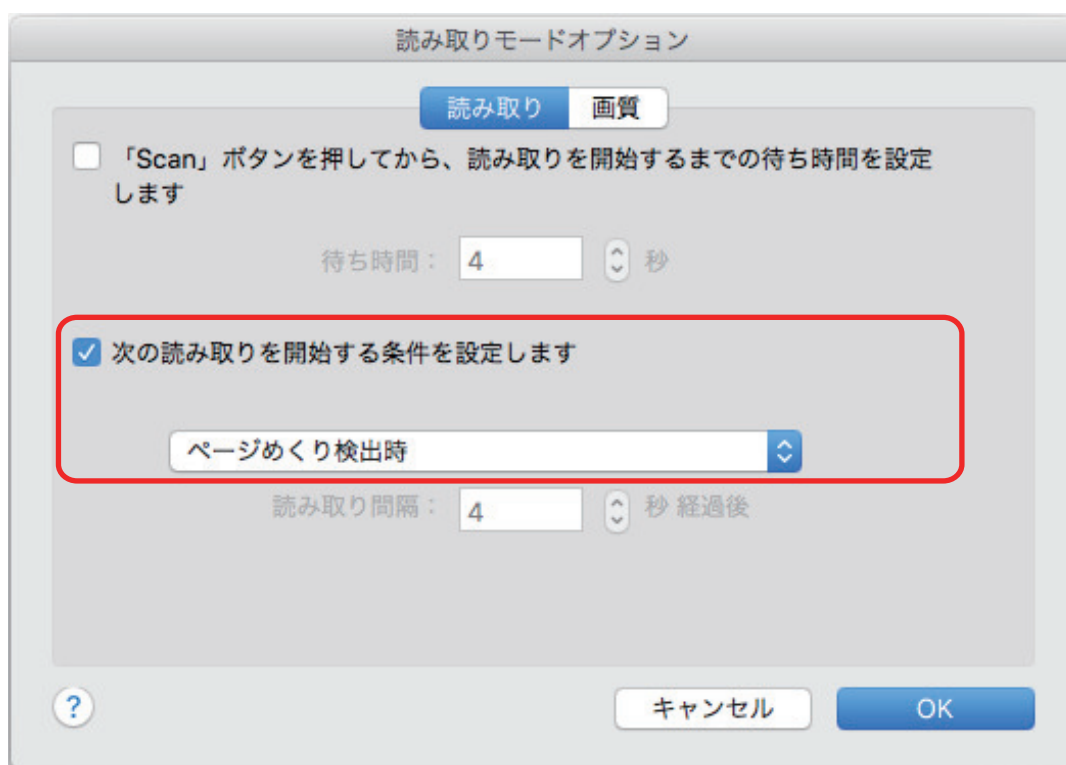 読み取りモードオプション
読み取り 画質
「Scan」ボタンを押してから、読み取りを開始するまでの待ち時間を設定
します
待ち時間： 4 秒
次の読み取りを開始する条件を設定します
ページめくり検出時
読み取り間隔： 4 秒 経過後
? キャンセル OK